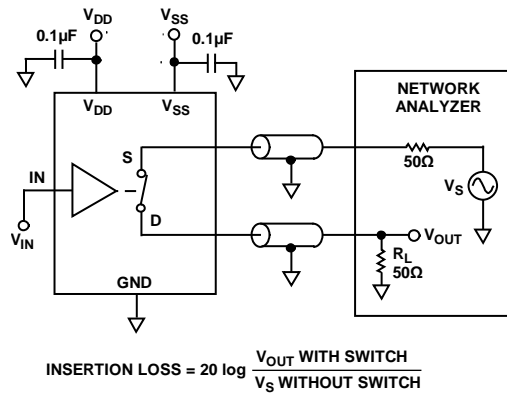 V_DD
V_SS
0.1µF
0.1µF
V_DD
V_SS
NETWORK
ANALYZER
S
50Ω
V_S
IN
V_IN
D
V_OUT
R_L
50Ω
GND
INSERTION LOSS = 20 log V_OUT WITH SWITCH
V_S WITHOUT SWITCH